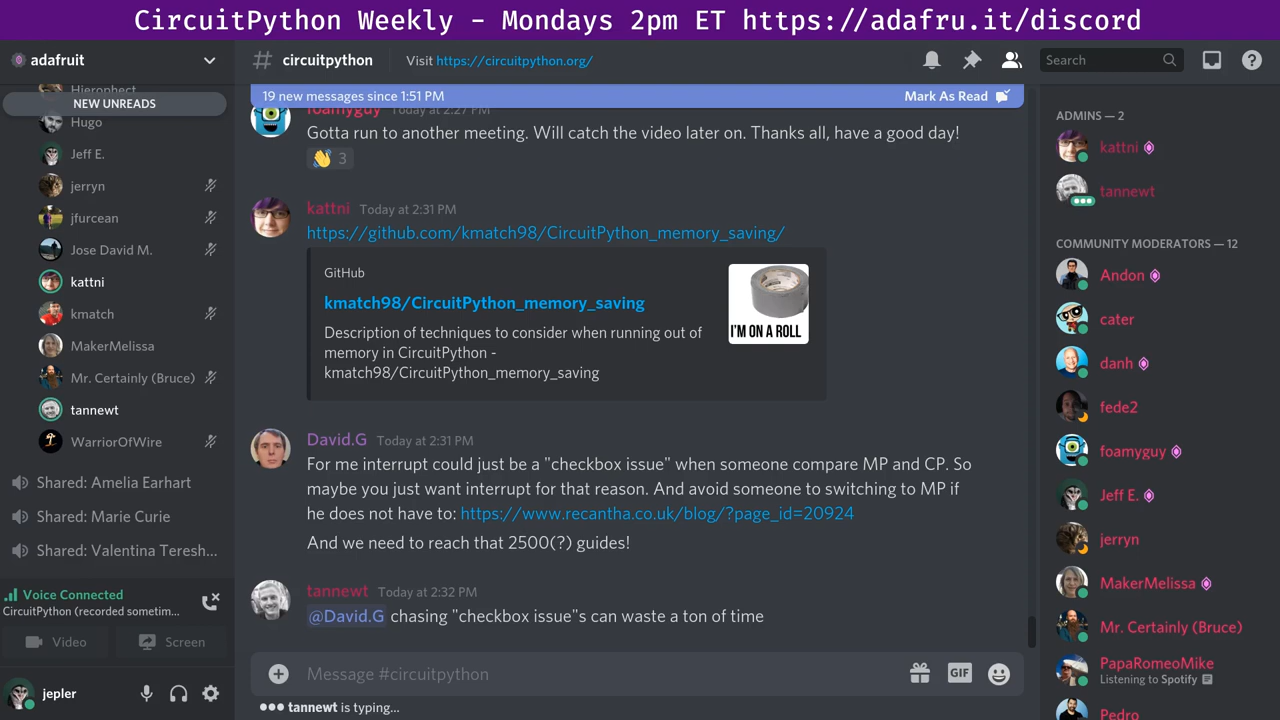 CircuitPython Weekly - Mondays 2pm ET https://adafru.it/discord
adafruit
Hierophect
NEW UNREADS
Hugo
Jeff E.
jerryn
jfurcean
Jose David M.
kattni
kmatch
MakerMelissa
Mr. Certainly (Bruce)
tannewt
WarriorOfWire
Shared: Amelia Earhart
Shared: Marie Curie
Shared: Valentina Teresh...
Voice Connected
CircuitPython (recorded sometim...
Video
Screen
jepler
# circuitpython
Visit https://circuitpython.org/
Search
19 new messages since 1:51 PM
Mark As Read
foamyguy Today at 2:27 PM
Gotta run to another meeting. Will catch the video later on. Thanks all, have a good day!
3
kattni Today at 2:31 PM
https://github.com/kmatch98/CircuitPython_memory_saving/
GitHub
kmatch98/CircuitPython_memory_saving
Description of techniques to consider when running out of
memory in CircuitPython -
kmatch98/CircuitPython_memory_saving
I'M ON A ROLL
David.G Today at 2:31 PM
For me interrupt could just be a "checkbox issue" when someone compare MP and CP. So
maybe you just want interrupt for that reason. And avoid someone to switching to MP if
he does not have to: https://www.recantha.co.uk/blog/?page_id=20924
And we need to reach that 2500(?) guides!
tannewt Today at 2:32 PM
@David.G chasing "checkbox issue"s can waste a ton of time
Message #circuitpython
GIF
tannewt is typing...
ADMINS — 2
kattni
tannewt
COMMUNITY MODERATORS — 12
Andon
cater
danh
fede2
foamyguy
Jeff E.
jerryn
MakerMelissa
Mr. Certainly (Bruce)
PapaRomeoMike
Listening to Spotify
Pedro